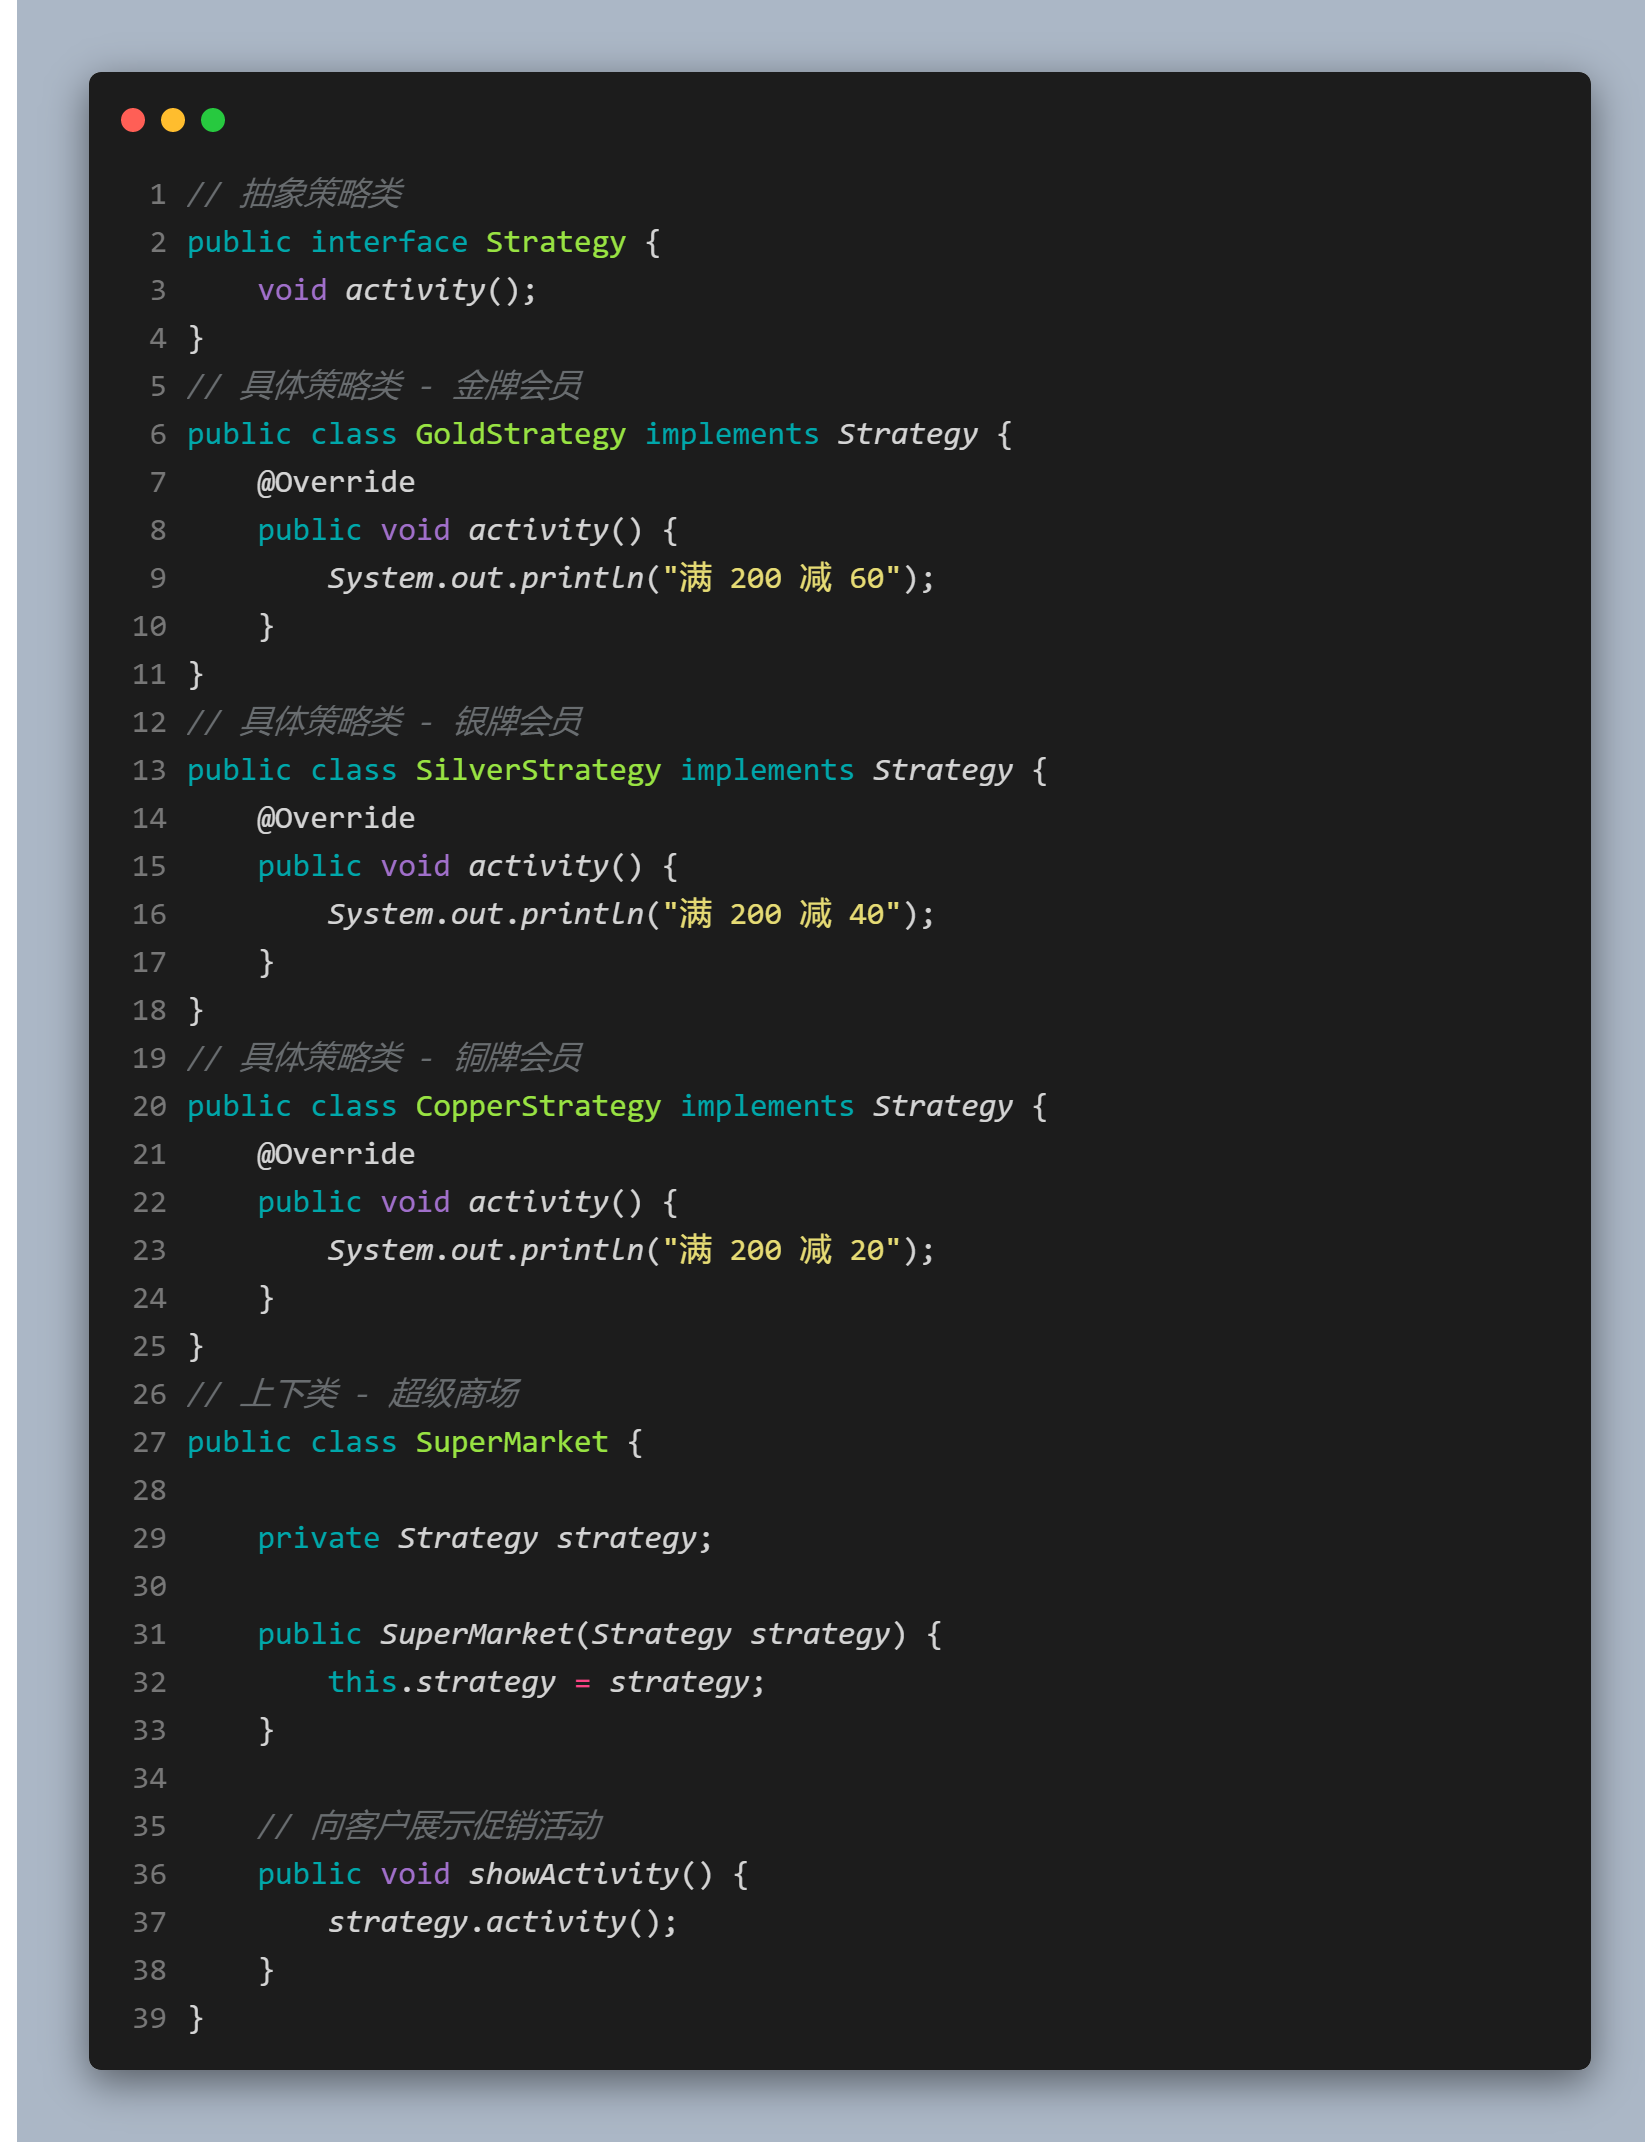 1 // 抽象策略类
2 public interface Strategy {
3     void activity();
4 }
5 // 具体策略类 - 金牌会员
6 public class GoldStrategy implements Strategy {
7     @Override
8     public void activity() {
9         System.out.println("满 200 减 60");
10     }
11 }
12 // 具体策略类 - 银牌会员
13 public class SilverStrategy implements Strategy {
14     @Override
15     public void activity() {
16         System.out.println("满 200 减 40");
17     }
18 }
19 // 具体策略类 - 铜牌会员
20 public class CopperStrategy implements Strategy {
21     @Override
22     public void activity() {
23         System.out.println("满 200 减 20");
24     }
25 }
26 // 上下类 - 超级商场
27 public class SuperMarket {
28
29     private Strategy strategy;
30
31     public SuperMarket(Strategy strategy) {
32         this.strategy = strategy;
33     }
34
35     // 向客户展示促销活动
36     public void showActivity() {
37         strategy.activity();
38     }
39 }